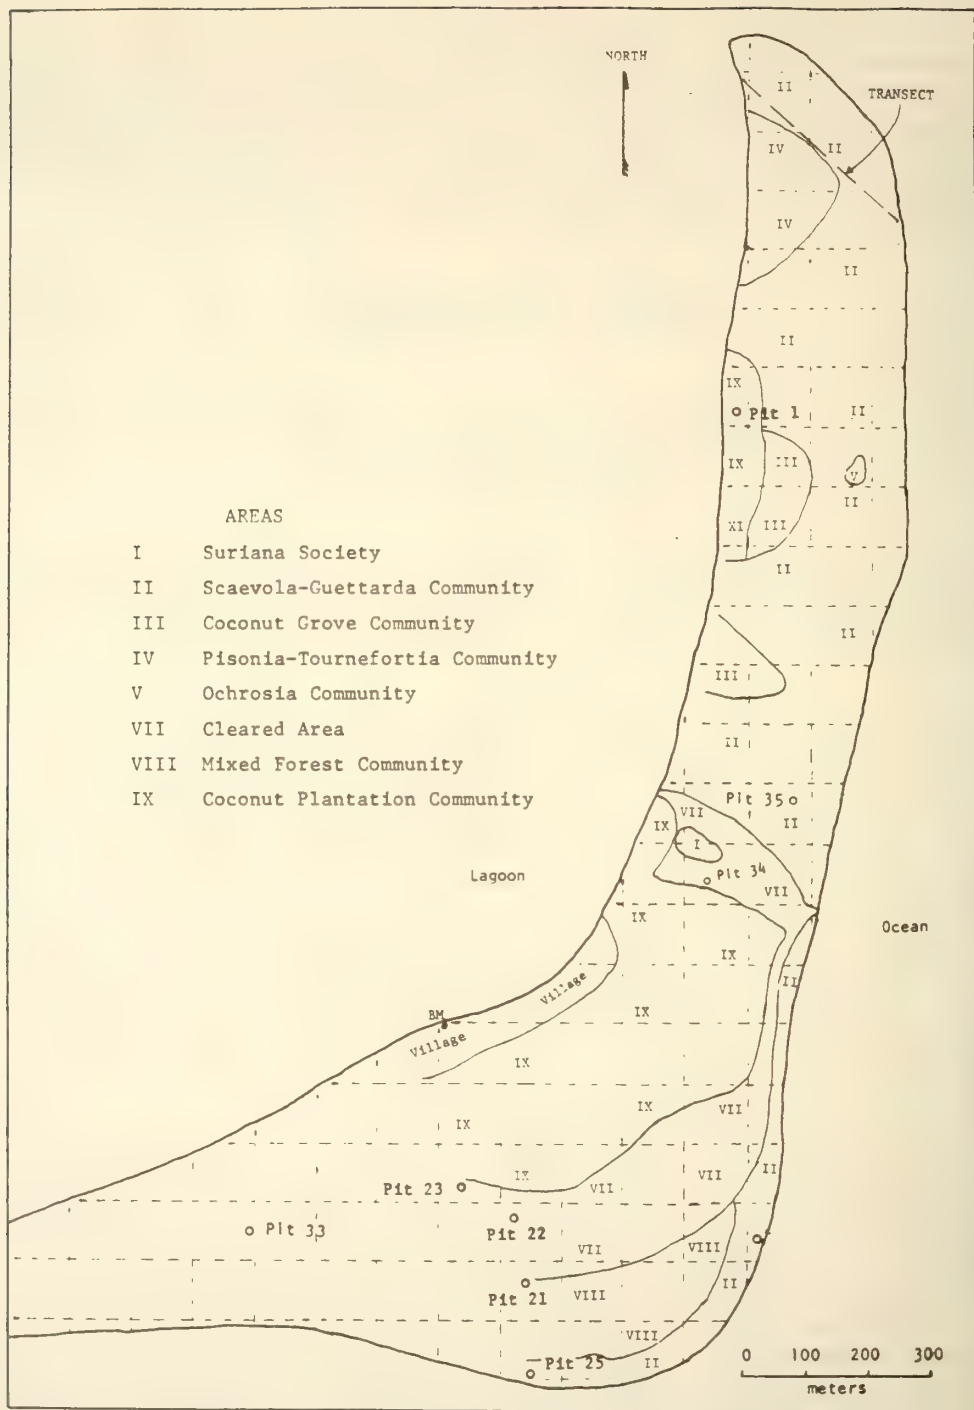 NORTH
II
TRANSECT
IV
II
IV
II
II
IX
Pit 1
II
IX
III
V
II
XI
III
II
AREAS
I Suriana Society
II Scaevola-Guettarda Community
III Coconut Grove Community
IV Pisonia-Tournefortia Community
V Ochrosia Community
VII Cleared Area
VIII Mixed Forest Community
IX Coconut Plantation Community
II
III
II
Pit 35
VII
II
IX
I
Lagoon
Pit 34
VII
IX
Ocean
IX
II
Village
IX
BM
Village
IX
IX
VII
IX
IX
VII
II
Pit 23
VII
Pit 33
Pit 22
VII
VIII
II
Pit 21
VIII
VIII
Pit 25
II
0 100 200 300
meters